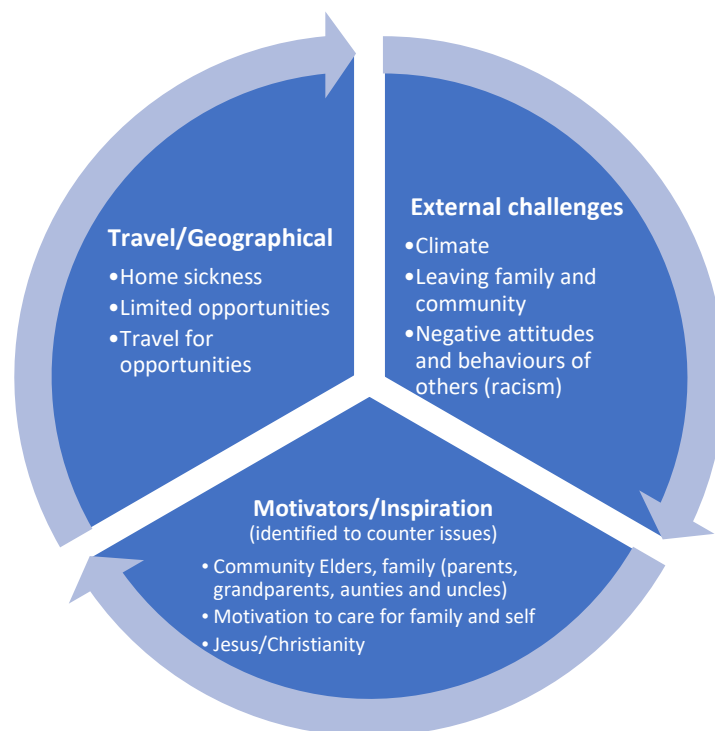 Travel/Geographical
•Home sickness
•Limited opportunities
•Travel for
opportunities
External challenges
•Climate
•Leaving family and
community
•Negative attitudes
and behaviours of
others (racism)
Motivators/Inspiration
(identified to counter issues)
• Community Elders, family (parents,
grandparents, aunties and uncles)
• Motivation to care for family and self
• Jesus/Christianity